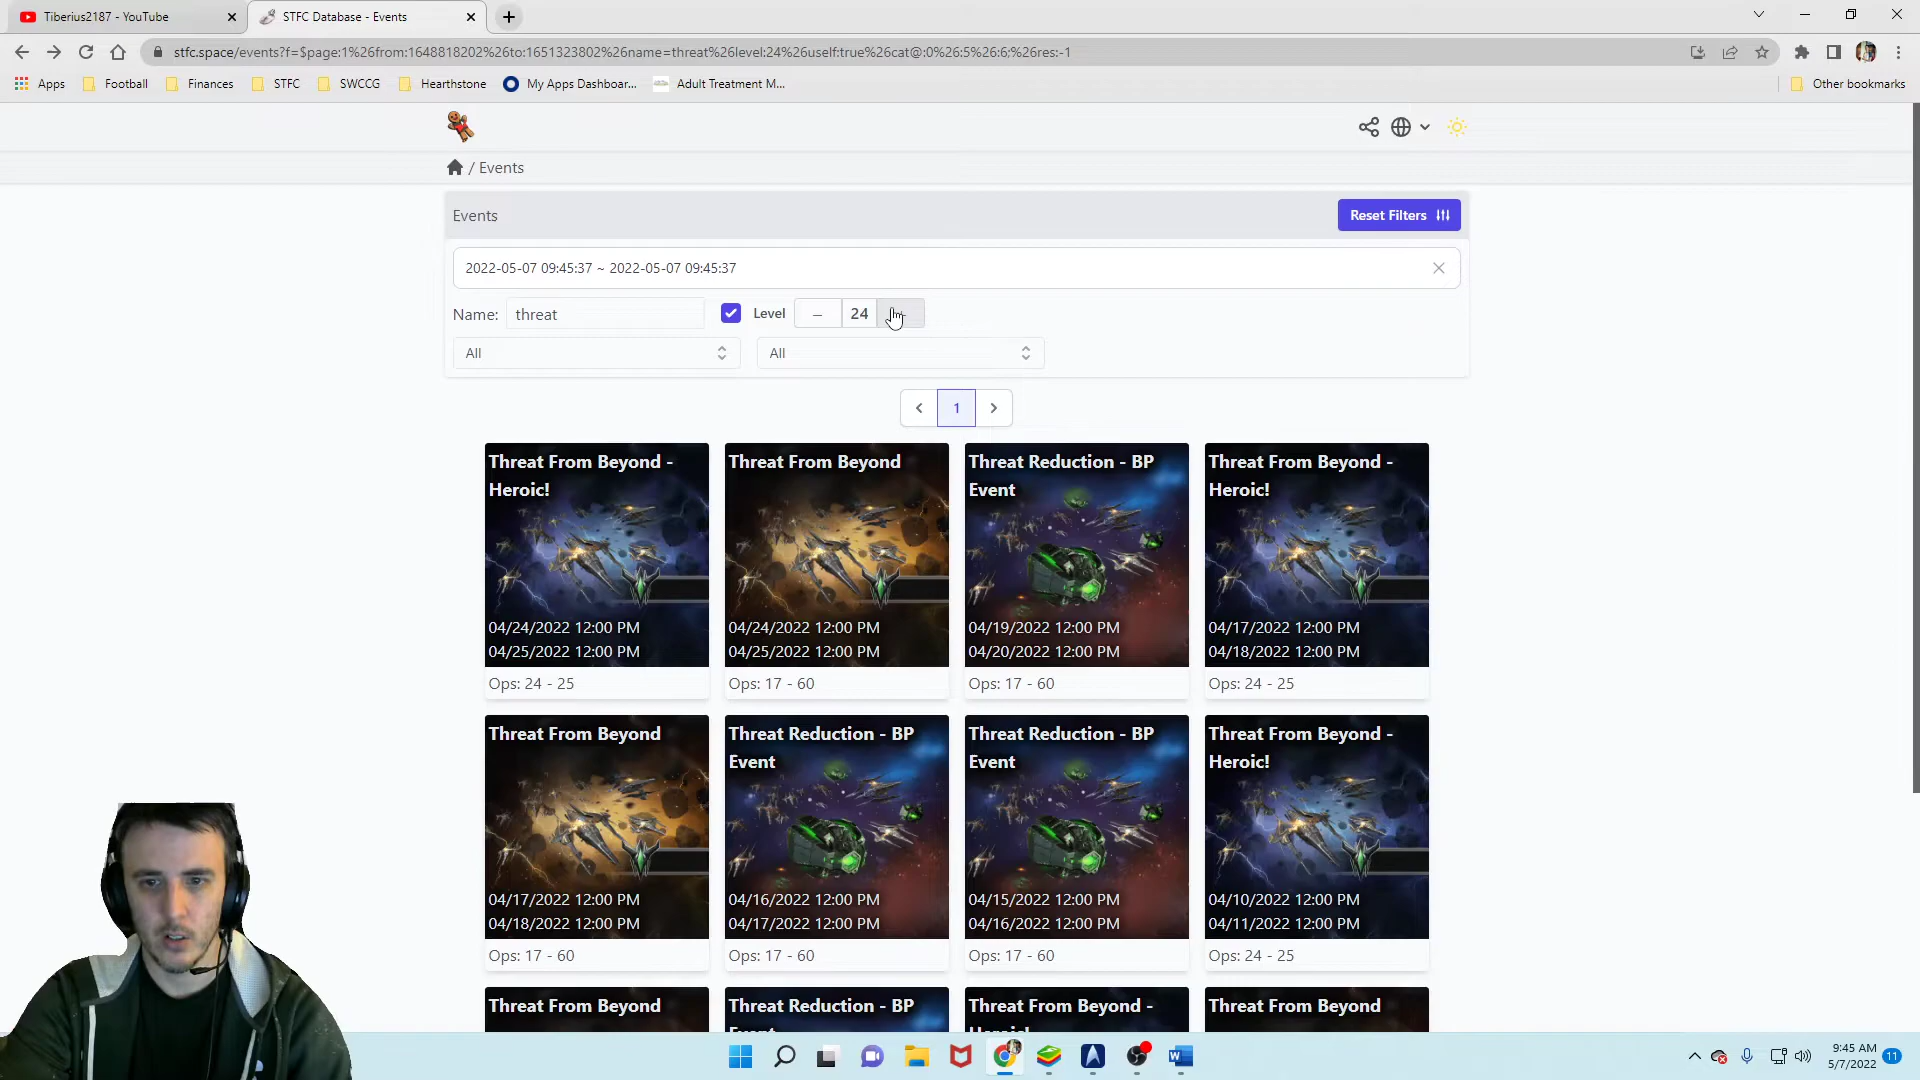 Tiberius2187 - YouTube
STFC Database - Events
stfc.space/events?f=$page:1%26from:1648818202%26to:1651323802%26name=threat%26level:24%26uself:true%26cat@:0%26:5%26:6;%26res:-1
Apps
Football
Finances
STFC
SWCCG
Hearthstone
My Apps Dashboar...
Adult Treatment M...
Other bookmarks
/ Events
Events
Reset Filters
2022-05-07 09:45:37 ~ 2022-05-07 09:45:37
Name: threat
Level
24
All
All
1
Threat From Beyond -
Heroic!
04/24/2022 12:00 PM
04/25/2022 12:00 PM
Ops: 24 - 25
Threat From Beyond
04/24/2022 12:00 PM
04/25/2022 12:00 PM
Ops: 17 - 60
Threat Reduction - BP
Event
04/19/2022 12:00 PM
04/20/2022 12:00 PM
Ops: 17 - 60
Threat From Beyond -
Heroic!
04/17/2022 12:00 PM
04/18/2022 12:00 PM
Ops: 24 - 25
Threat From Beyond
04/17/2022 12:00 PM
04/18/2022 12:00 PM
Ops: 17 - 60
Threat Reduction - BP
Event
04/16/2022 12:00 PM
04/17/2022 12:00 PM
Ops: 17 - 60
Threat Reduction - BP
Event
04/15/2022 12:00 PM
04/16/2022 12:00 PM
Ops: 17 - 60
Threat From Beyond -
Heroic!
04/10/2022 12:00 PM
04/11/2022 12:00 PM
Ops: 24 - 25
Threat From Beyond
Threat Reduction - BP
Event
Threat From Beyond -
Heroic!
Threat From Beyond
9:45 AM
5/7/2022
11